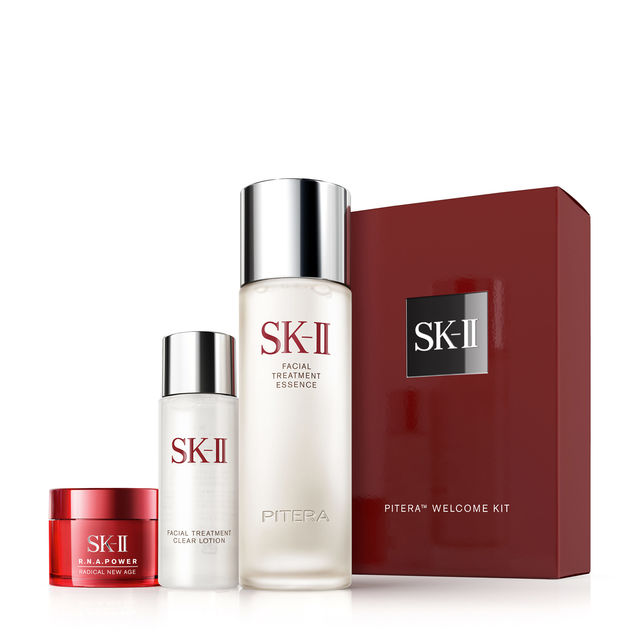 SK-II
FACIAL
TREATMENT
ESSENCE
PITERA
SK-II
FACIAL TREATMENT
CLEAR LOTION
SK-II
R.N.A.POWER
RADICAL NEW AGE
SK-II
PITERA™ WELCOME KIT